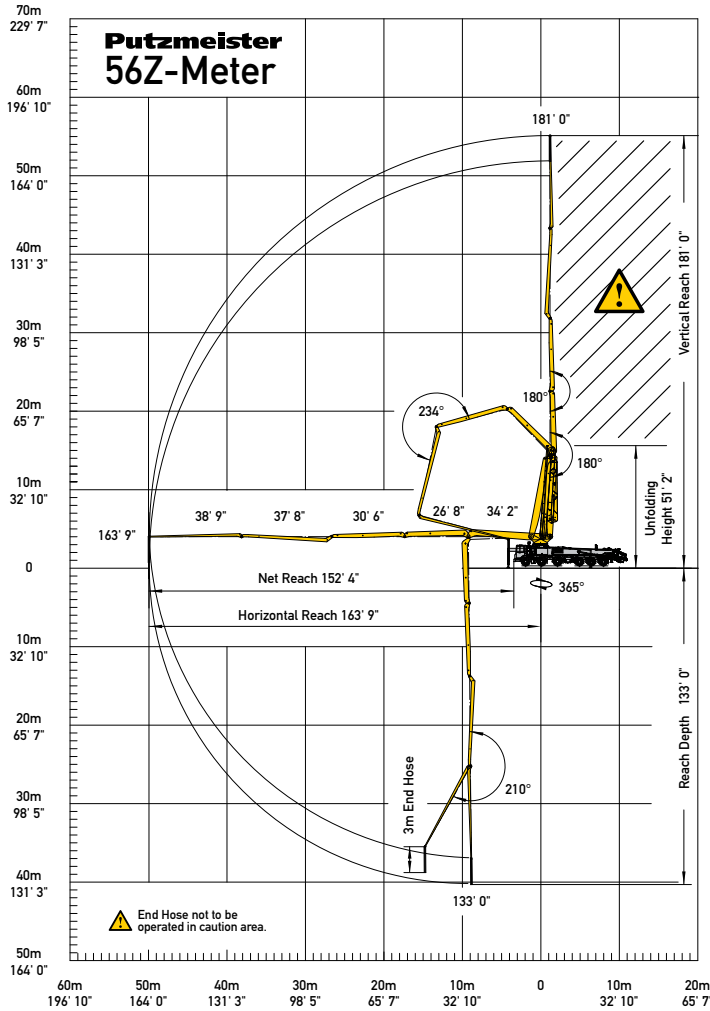 70m
229' 7"
Putzmeister
56Z-Meter
60m
196' 10"
181' 0"
50m
164' 0"
40m
131' 3"
Vertical Reach 181' 0"
30m
98' 5"
20m
65' 7"
234°
180°
180°
10m
32' 10"
Unfolding
Height 51' 2"
163' 9"
38' 9"
37' 8"
30' 6"
26' 8"
34' 2"
0
Net Reach 152' 4"
365°
Horizontal Reach 163' 9"
10m
32' 10"
Reach Depth 133' 0"
20m
65' 7"
3m End Hose
210°
30m
98' 5"
40m
131' 3"
133' 0"
End Hose not to be
operated in caution area.
50m
164' 0"
60m 50m 40m 30m 20m 10m 0 10m 20m
196' 10" 164' 0" 131' 3" 98' 5" 65' 7" 32' 10" 32' 10" 65' 7"